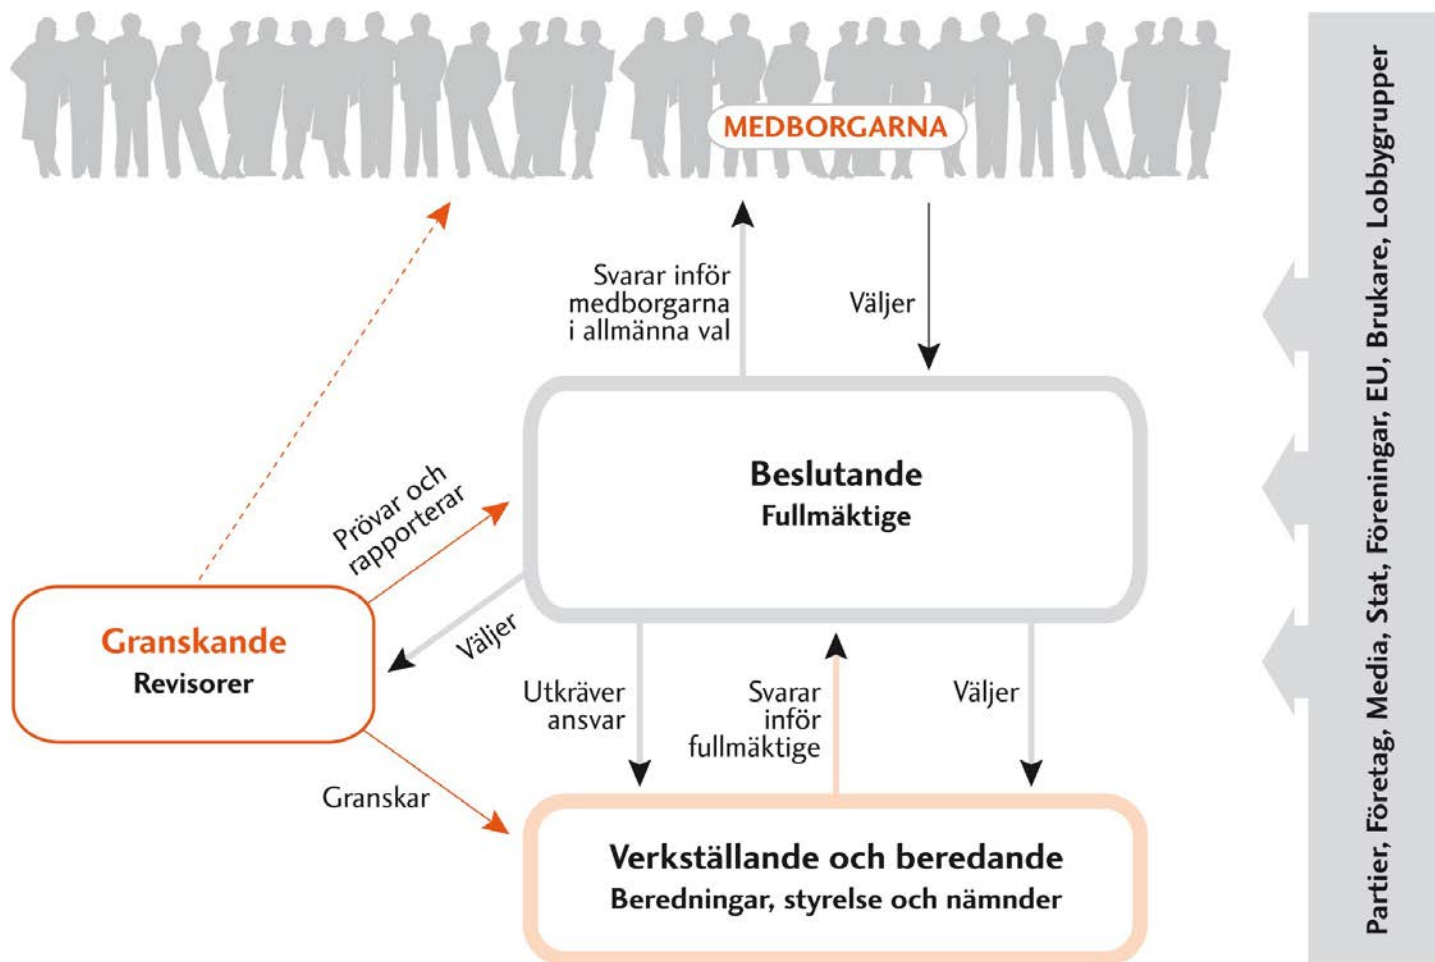 MEDBORGARNA
Svarar inför
medborgarna
i allmänna val
Väljer
Beslutande
Fullmäktige
Prövar och
rapporterar
Väljer
Granskande
Revisorer
Utkräver
ansvar
Svarar
inför
fullmäktige
Väljer
Granskar
Verkställande och beredande
Beredningar, styrelse och nämnder
Partier, Företag, Media, Stat, Föreningar, EU, Brukare, Lobbygrupper